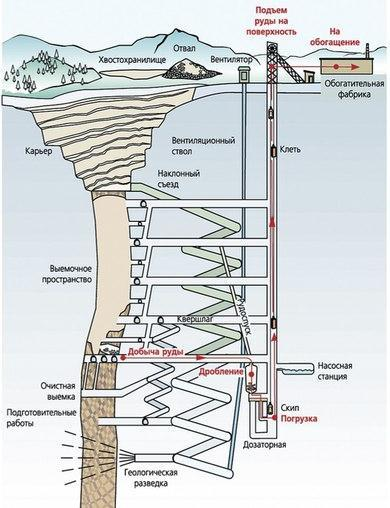 Подъем
руды на
поверхность
На
обогащение
Отвал
Хвостохранилище
Вентилятор
Обогатительная
фабрика
Карьер
Вентиляционный
ствол
Клеть
Наклонный
съезд
Выемочное
пространство
Рудоспуск
Квершлаг
Добыча руды
Дробление
Насосная
станция
Очистная
выемка
Скип
Погрузка
Подготовительные
работы
Дозаторная
Геологическая
разведка